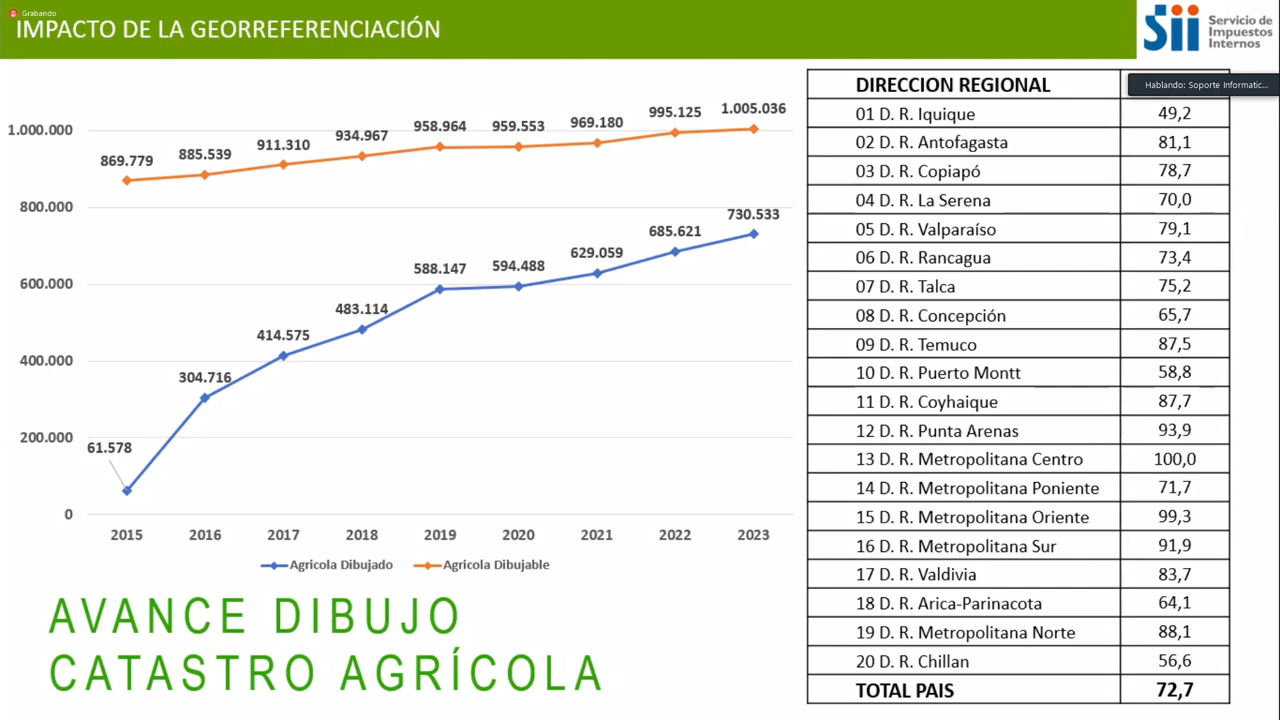 Grabando
IMPACTO DE LA GEORREFERENCIACIÓN
Sii Servicio de
Impuestos
Internos
Hablando: Soporte Informatic...
1.000.000
800.000
600.000
400.000
200.000
0
869.779 885.539 911.310 934.967 958.964 959.553 969.180 995.125 1.005.036
61.578 304.716 414.575 483.114 588.147 594.488 629.059 685.621 730.533
2015 2016 2017 2018 2019 2020 2021 2022 2023
Agricola Dibujado Agricola Dibujable
AVANCE DIBUJO
CATASTRO AGRÍCOLA
DIRECCION REGIONAL
01 D. R. Iquique 49,2
02 D. R. Antofagasta 81,1
03 D. R. Copiapó 78,7
04 D. R. La Serena 70,0
05 D. R. Valparaíso 79,1
06 D. R. Rancagua 73,4
07 D. R. Talca 75,2
08 D. R. Concepción 65,7
09 D. R. Temuco 87,5
10 D. R. Puerto Montt 58,8
11 D. R. Coyhaique 87,7
12 D. R. Punta Arenas 93,9
13 D. R. Metropolitana Centro 100,0
14 D. R. Metropolitana Poniente 71,7
15 D. R. Metropolitana Oriente 99,3
16 D. R. Metropolitana Sur 91,9
17 D. R. Valdivia 83,7
18 D. R. Arica-Parinacota 64,1
19 D. R. Metropolitana Norte 88,1
20 D. R. Chillan 56,6
TOTAL PAIS 72,7